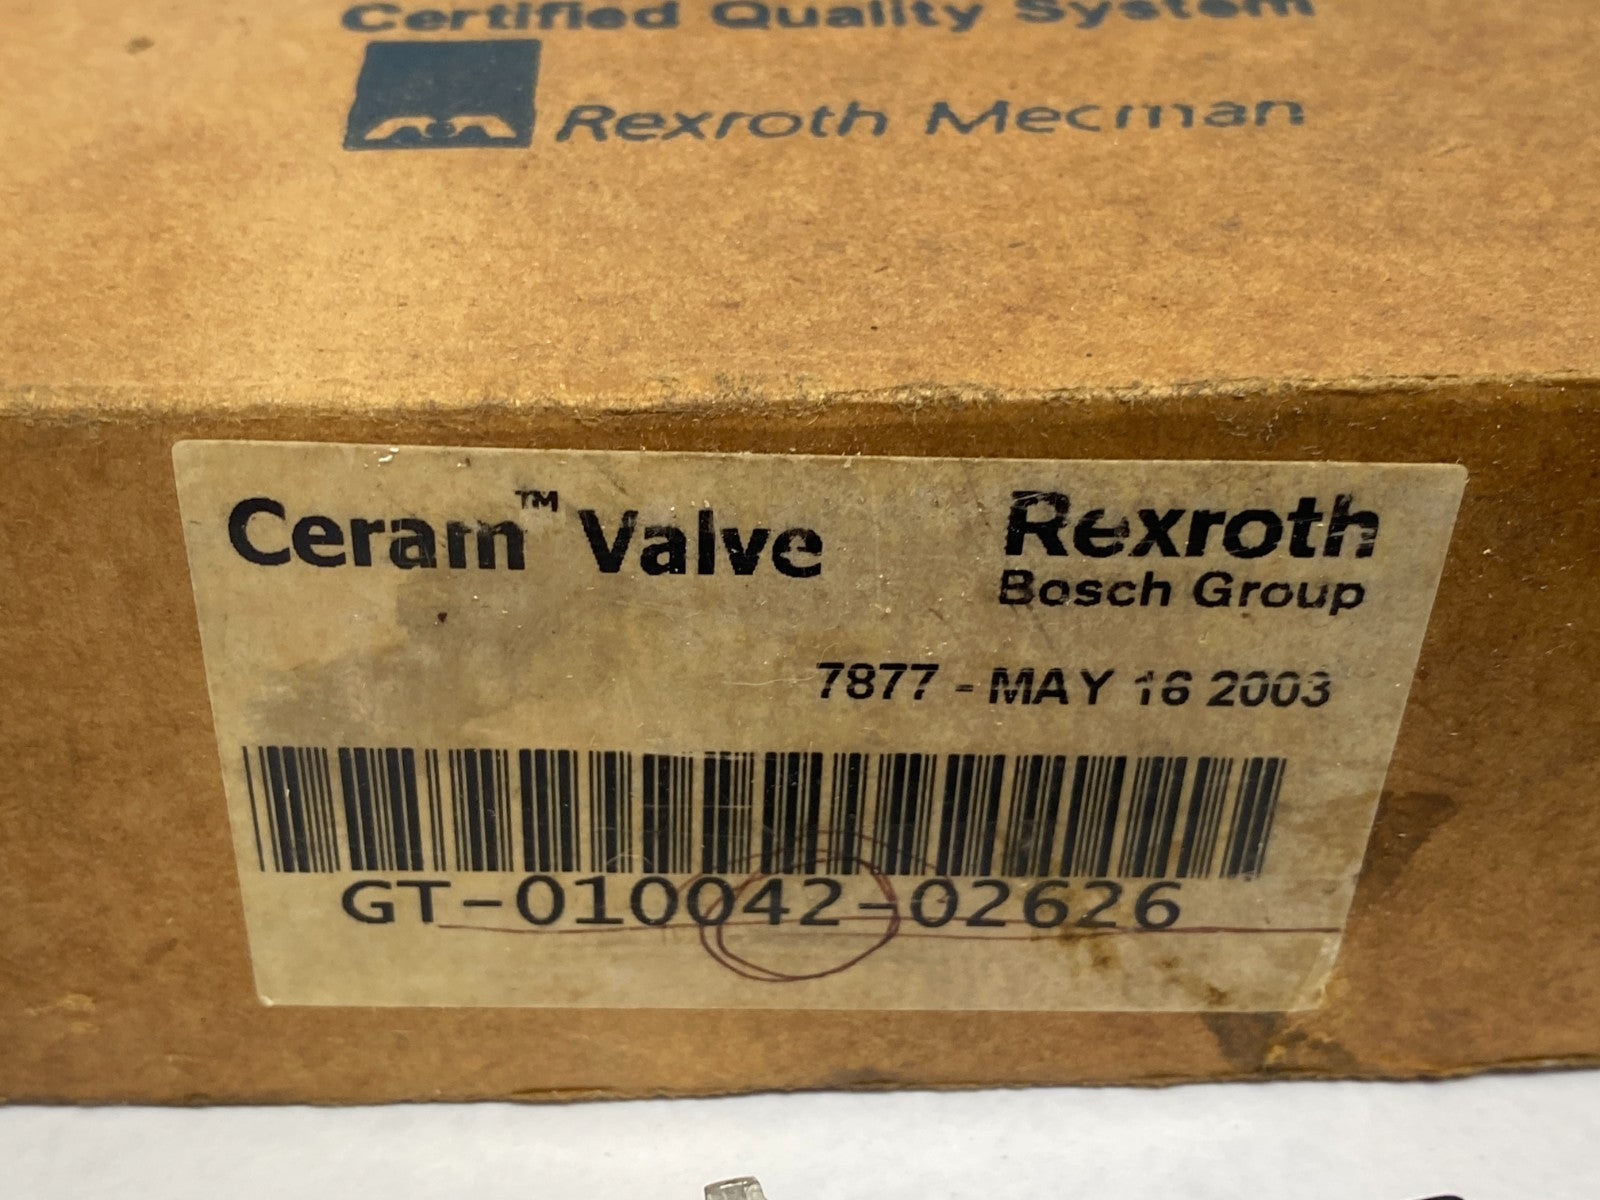 Certified Quality System
Rexroth Mecman
Ceram™ Valve
Rexroth
Bosch Group
7877 - MAY 16 2003
GT-010042-02626